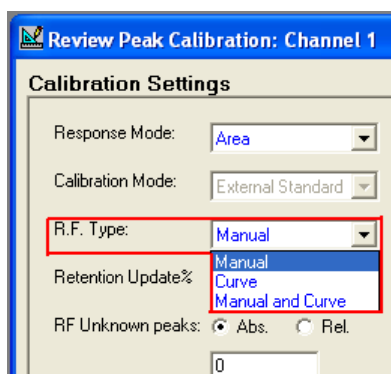 Review Peak Calibration: Channel 1
Calibration Settings
Response Mode: Area
Calibration Mode: External Standard
R.F. Type: Manual
Manual
Curve
Retention Update%
Manual and Curve
RF Unknown peaks: Abs. Rel.
0